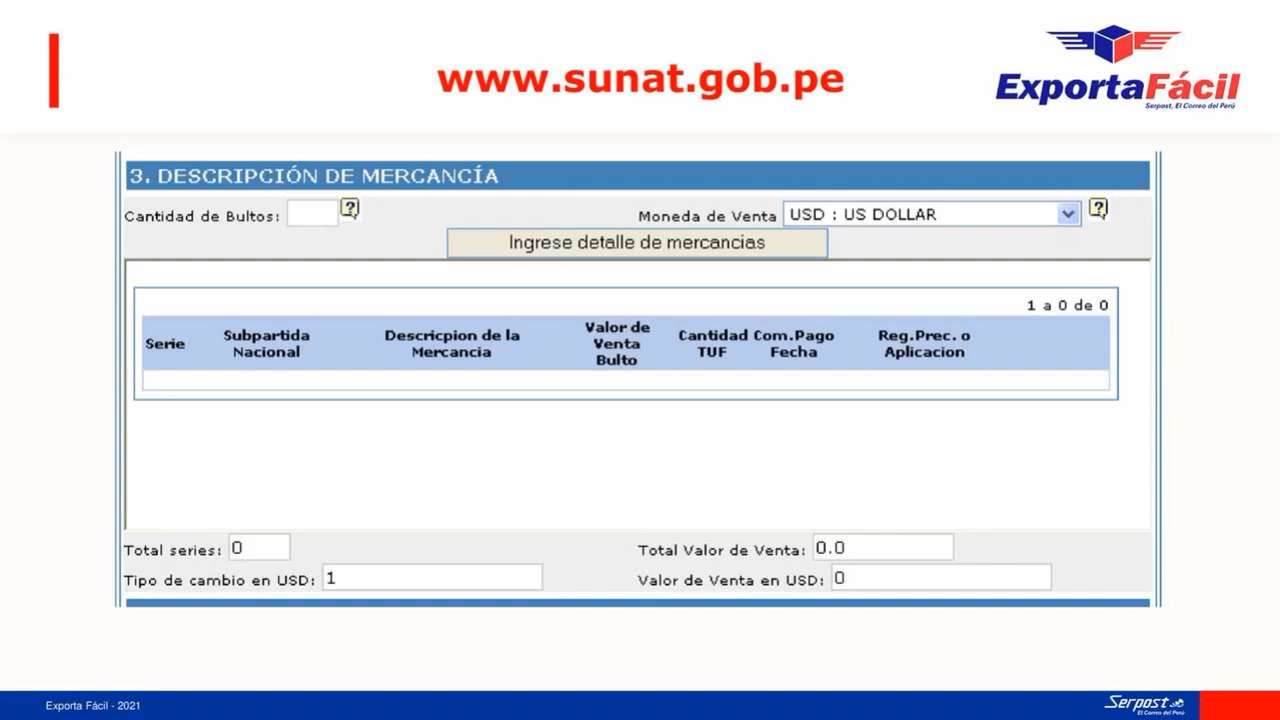 www.sunat.gob.pe
ExportaFácil
Serpost, El Correo del Perú
3. DESCRIPCIÓN DE MERCANCÍA
Cantidad de Bultos: ? Moneda de Venta USD : US DOLLAR ?
Ingrese detalle de mercancias
1 a 0 de 0
Serie Subpartida Nacional Descricpion de la Mercancia Valor de Venta Bulto Cantidad TUF Com.Pago Fecha Reg.Prec. o Aplicacion
Total series: 0 Total Valor de Venta: 0.0
Tipo de cambio en USD: 1 Valor de Venta en USD: 0
Exporta Fácil - 2021
Serpost
El Correo del Perú